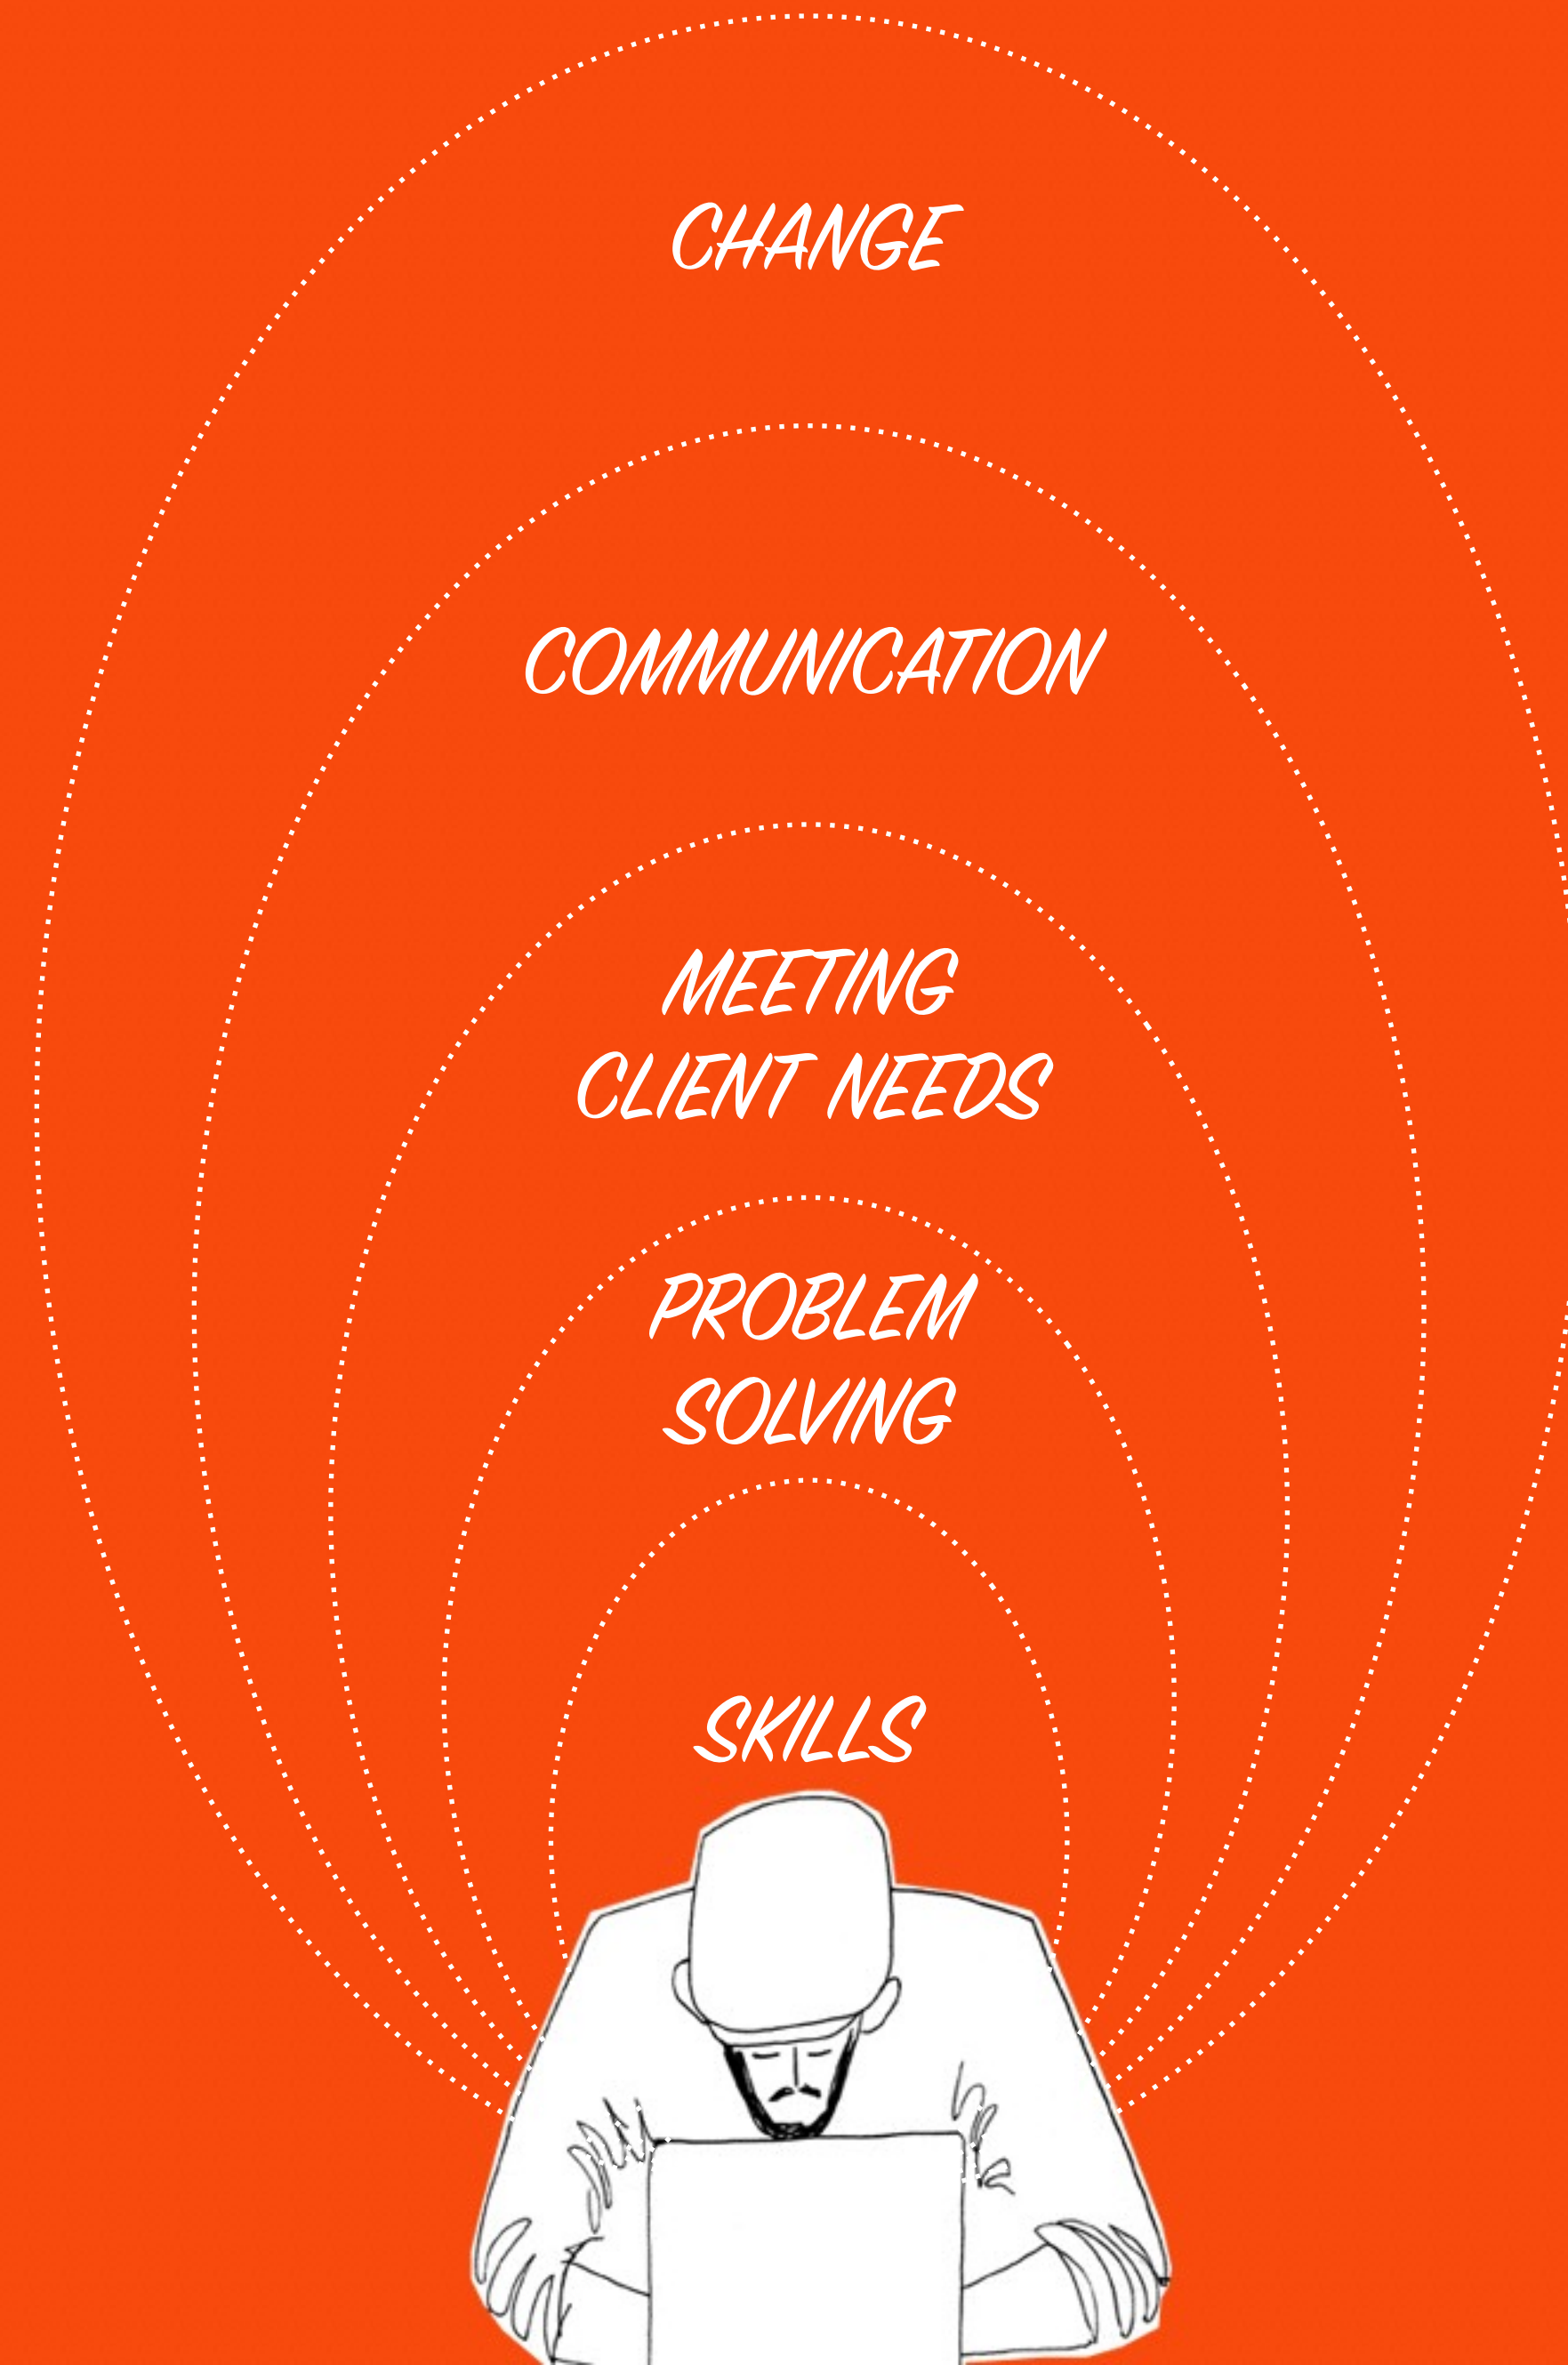 CHANGE
COMMUNICATION
MEETING
CLIENT NEEDS
PROBLEM
SOLVING
SKILLS